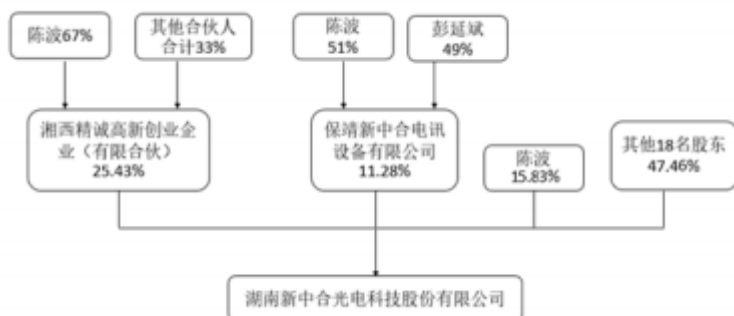 陈波67%
其他合伙人
合计33%
陈波
51%
彭延斌
49%
湘西精诚高新创业企
业（有限合伙）
25.43%
保靖新中合电讯
设备有限公司
11.28%
陈波
15.83%
其他18名股东
47.46%
湖南新中合光电科技股份有限公司